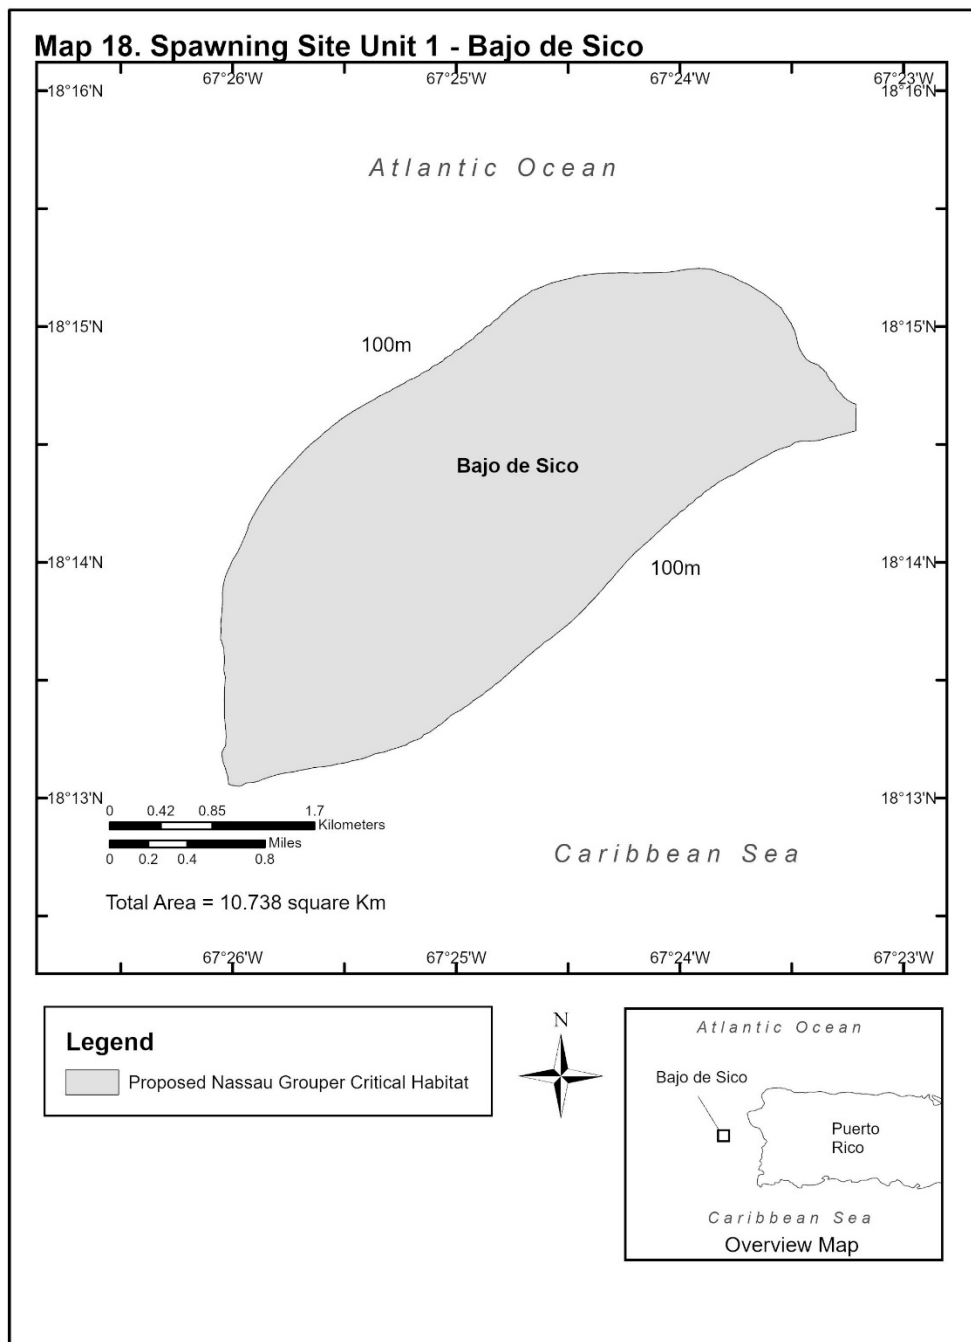 Map 18. Spawning Site Unit 1 - Bajo de Sico
67°26'W 67°25'W 67°24'W 67°23'W
18°16'N 18°16'N
Atlantic Ocean
18°15'N 18°15'N
100m
Bajo de Sico
18°14'N 18°14'N
100m
18°13'N 18°13'N
0 0.42 0.85 1.7
Kilometers
Miles
0 0.2 0.4 0.8
Caribbean Sea
Total Area = 10.738 square Km
67°26'W 67°25'W 67°24'W 67°23'W
Legend
Proposed Nassau Grouper Critical Habitat
N
Atlantic Ocean
Bajo de Sico
Puerto
Rico
Caribbean Sea
Overview Map